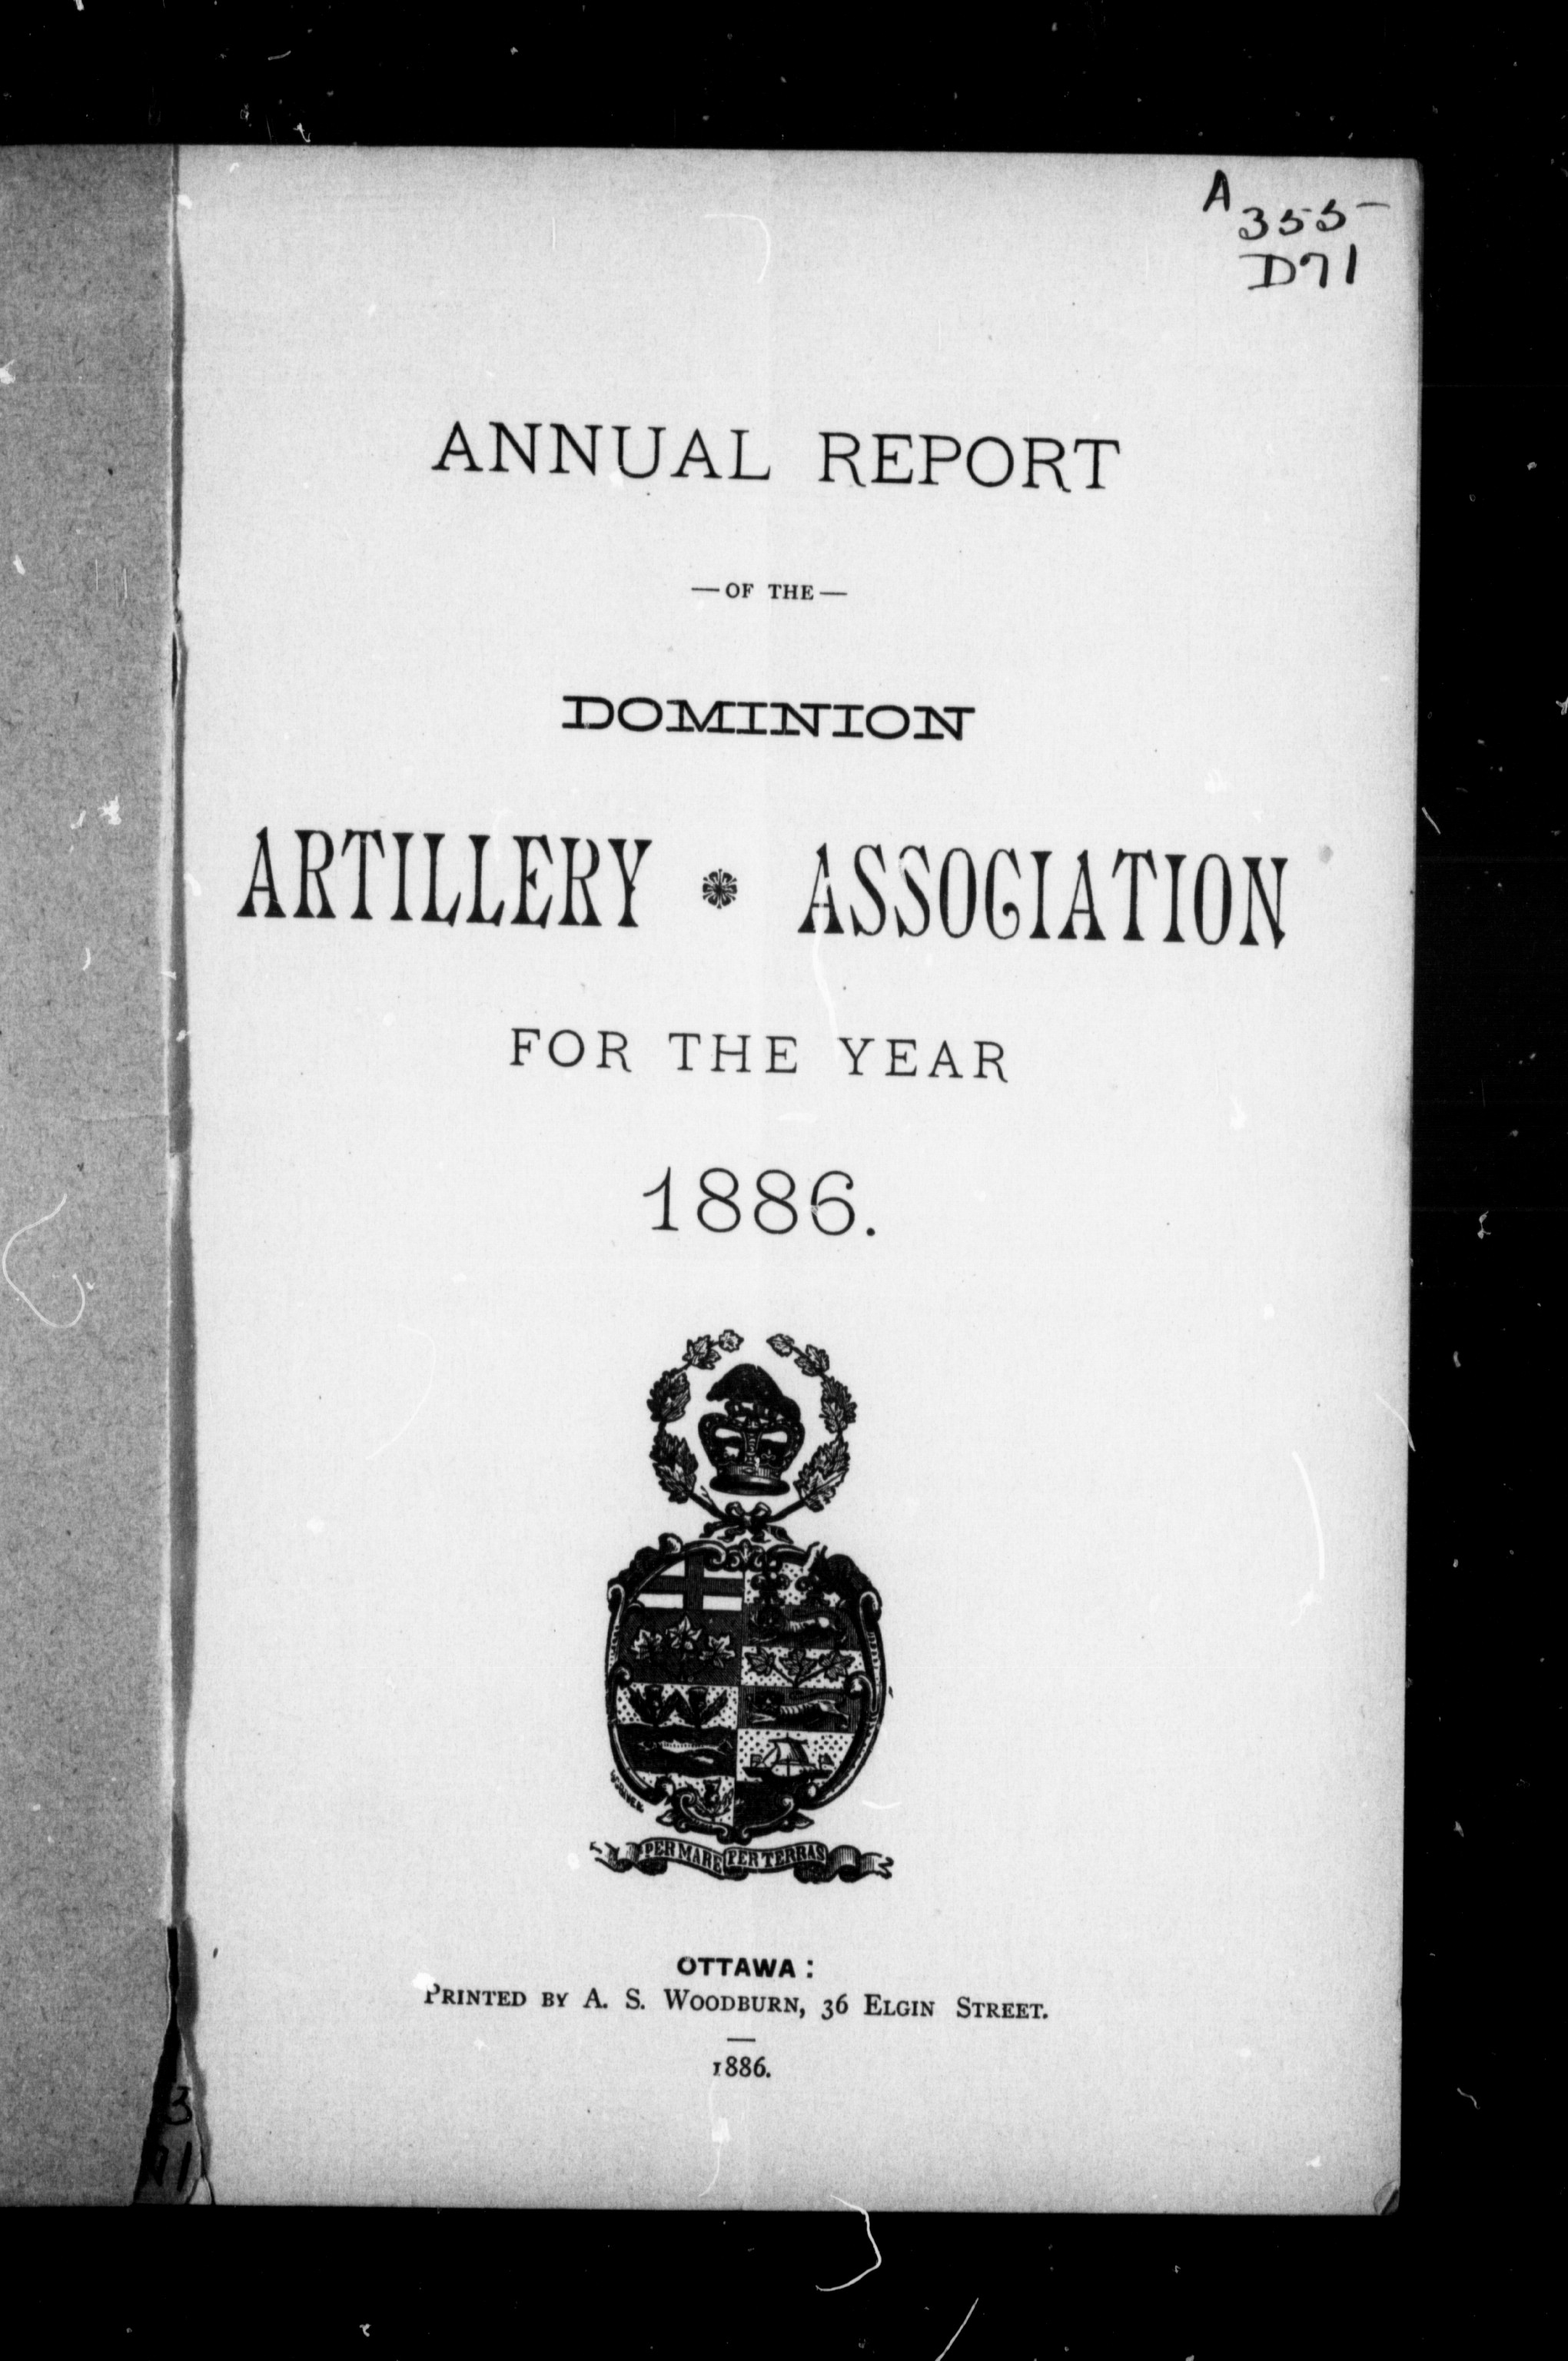 A
355
D71
ANNUAL REPORT
—OF THE—
DOMINION
ARTILLERY * ASSOCIATION
FOR THE YEAR
1886.
PER MARE PER TERRAS
OTTAWA:
PRINTED BY A. S. WOODBURN, 36 ELGIN STREET.
1886.